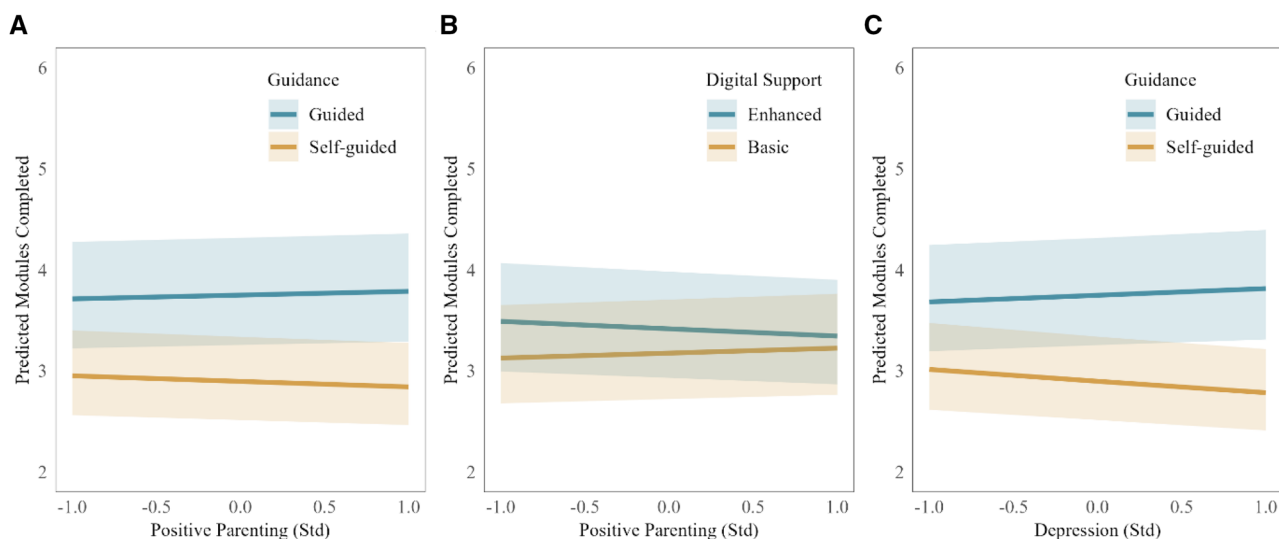 A
Predicted Modules Completed
6
5
4
3
2
Guidance
Guided
Self-guided
-1.0 -0.5 0.0 0.5 1.0
Positive Parenting (Std)
B
Predicted Modules Completed
6
5
4
3
2
Digital Support
Enhanced
Basic
-1.0 -0.5 0.0 0.5 1.0
Positive Parenting (Std)
C
Predicted Modules Completed
6
5
4
3
2
Guidance
Guided
Self-guided
-1.0 -0.5 0.0 0.5 1.0
Depression (Std)